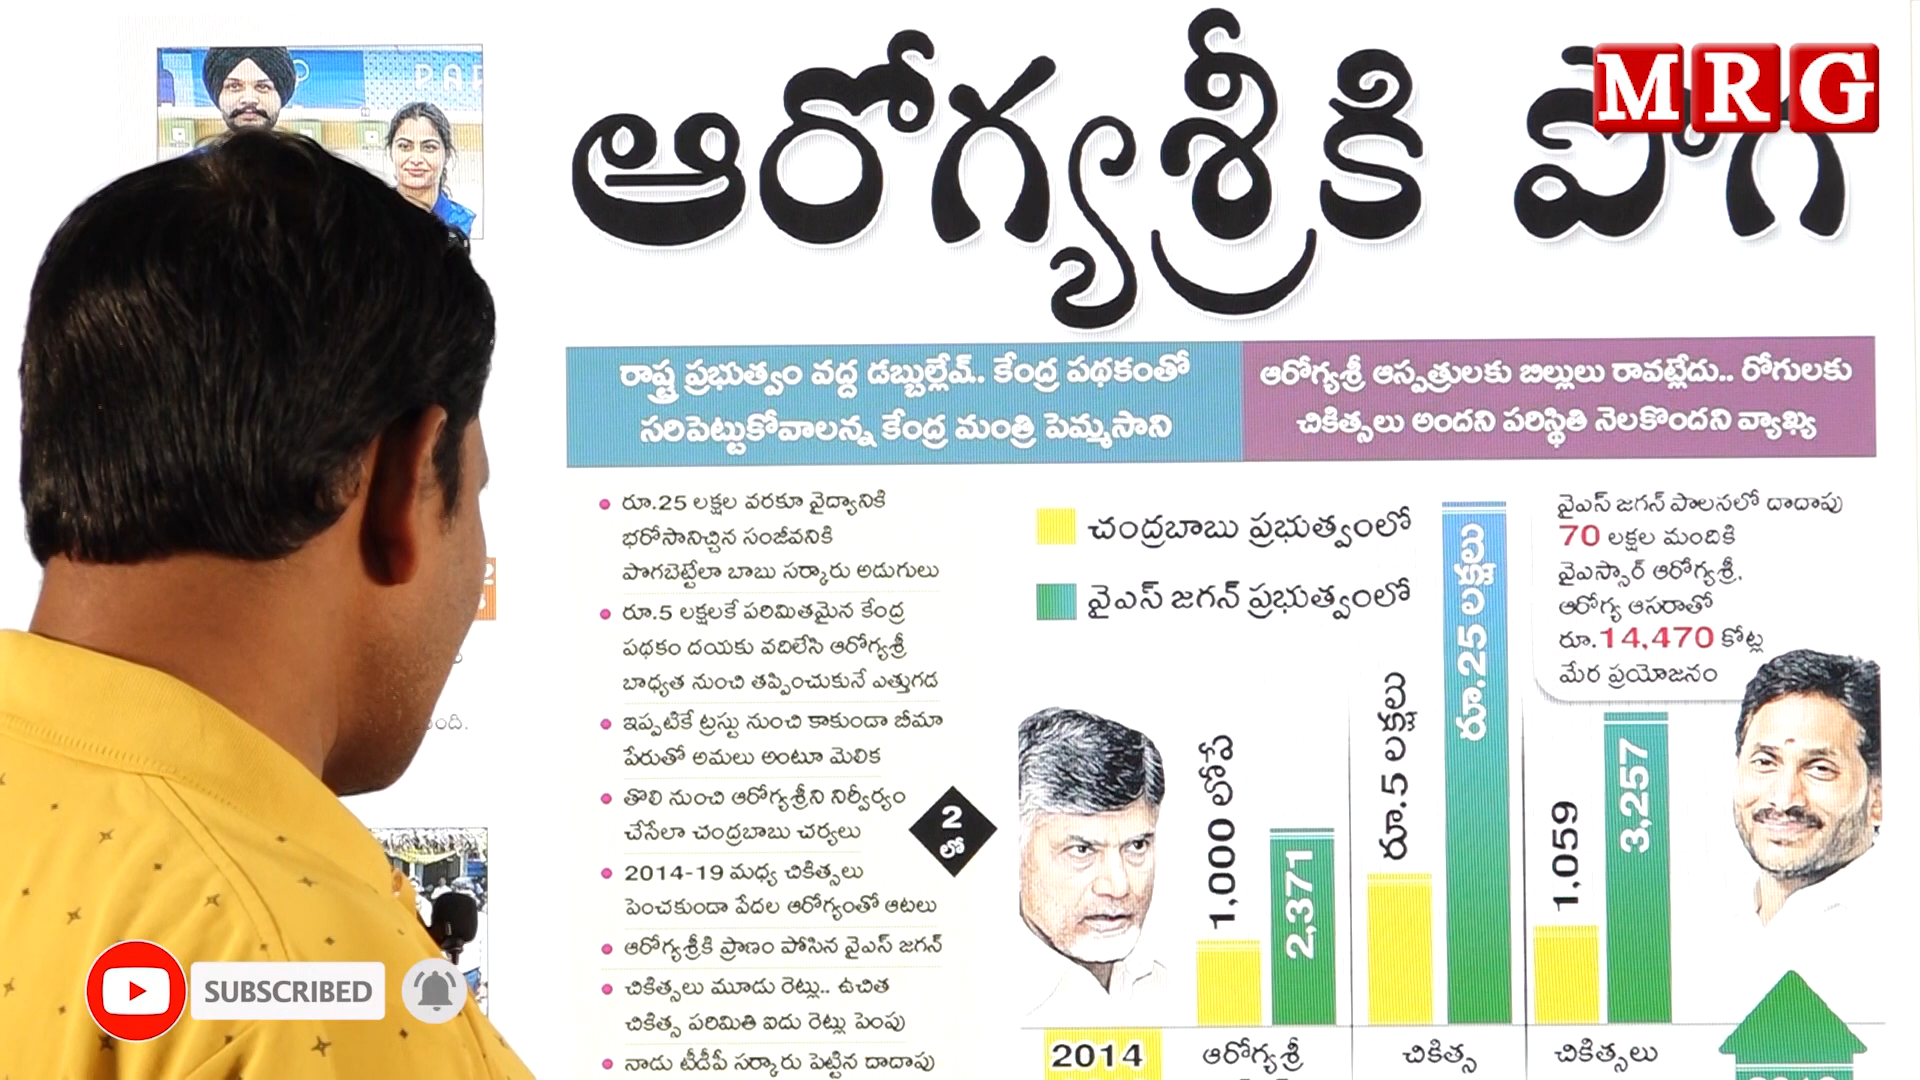 MRG
ఆరోగ్యశ్రీకి పొగ
రాష్ట్ర ప్రభుత్వం వద్ద డబ్బుల్లేవ్.. కేంద్ర పథకంతో
సరిపెట్టుకోవాలన్న కేంద్ర మంత్రి పెమ్మసాని
ఆరోగ్యశ్రీ ఆస్పత్రులకు బిల్లులు రావట్లేదు.. రోగులకు
చికిత్సలు అందని పరిస్థితి నెలకొందని వ్యాఖ్య
రూ.25 లక్షల వరకూ వైద్యానికి
భరోసానిచ్చిన సంజీవనికి
పొగబెట్టేలా బాబు సర్కారు అడుగులు
రూ.5 లక్షలకే పరిమితమైన కేంద్ర
పథకం దయకు వదిలేసి ఆరోగ్యశ్రీ
బాధ్యత నుంచి తప్పించుకునే ఎత్తుగడ
ఇప్పటికే ట్రస్టు నుంచి కాకుండా బీమా
పేరుతో అమలు అంటూ మెలిక
తొలి నుంచి ఆరోగ్యశ్రీని నిర్వీర్యం
చేసేలా చంద్రబాబు చర్యలు
2014-19 మధ్య చికిత్సలు
పెంచకుండా పేదల ఆరోగ్యంతో ఆటలు
ఆరోగ్యశ్రీకి ప్రాణం పోసిన వైఎస్ జగన్
చికిత్సలు మూడు రెట్లు.. ఉచిత
చికిత్స పరిమితి ఐదు రెట్లు పెంపు
నాడు టీడీపీ సర్కారు పెట్టిన దాదాపు
2
లో
చంద్రబాబు ప్రభుత్వంలో
వైఎస్ జగన్ ప్రభుత్వంలో
వైఎస్ జగన్ పాలనలో దాదాపు
70 లక్షల మందికి
వైఎస్సార్ ఆరోగ్యశ్రీ,
ఆరోగ్య ఆసరాతో
రూ.14,470 కోట్ల
మేర ప్రయోజనం
1,000 లోపే
2,371
రూ.5 లక్షలు
రూ.25 లక్షలు
1,059
3,257
2014
ఆరోగ్యశ్రీ
చికిత్స
చికిత్సలు
SUBSCRIBED